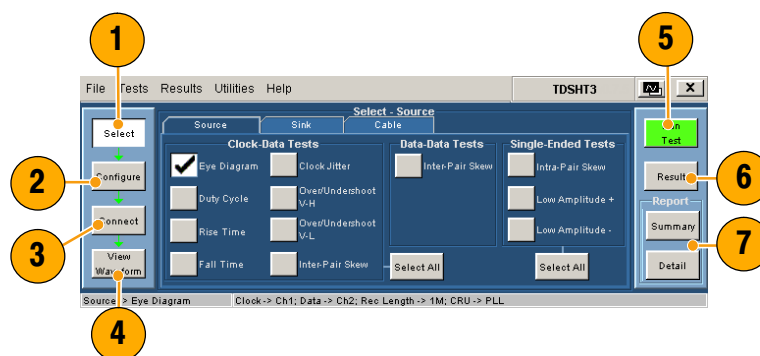 1
5
File Tests Results Utilities Help
TDSHT3
X
Select - Source
Select
Source
Sink
Cable
Test
Clock-Data Tests
Data-Data Tests
Single-Ended Tests
Eye Diagram
Clock Jitter
Inter-Pair Skew
Intra-Pair Skew
2
Configure
Result
6
Duty Cycle
Over/Undershoot
V-H
Low Amplitude +
Report
3
Connect
Rise Time
Over/Undershoot
V-L
Low Amplitude -
Summary
7
View
Waveform
Fall Time
Inter-Pair Skew
Select All
Select All
Detail
Source -> Eye Diagram
Clock -> Ch1; Data -> Ch2; Rec Length -> 1M; CRU -> PLL
4